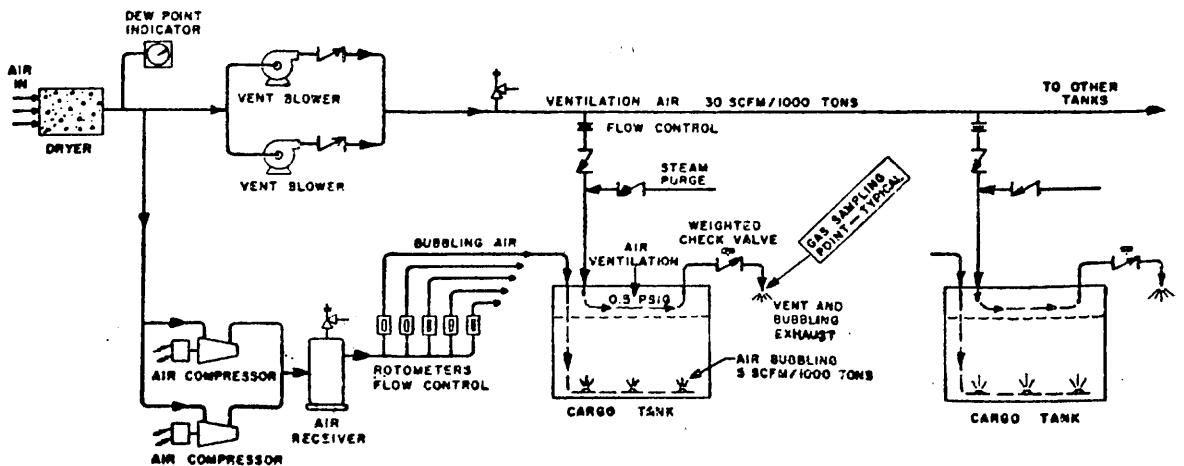 DEW POINT
INDICATOR
AIR
IN
DRYER
VENT BLOWER
VENT BLOWER
VENTILATION AIR 30 SCFM/1000 TONS
TO OTHER
TANKS
FLOW CONTROL
STEAM
PURGE
GAS SAMPLING
POINT — TYPICAL
WEIGHTED
CHECK VALVE
BUBBLING AIR
AIR
VENTILATION
0.5 PSIG
VENT AND
BUBBLING
EXHAUST
AIR BUBBLING
5 SCFM/1000 TONS
ROTOMETERS
FLOW CONTROL
AIR COMPRESSOR
AIR
RECEIVER
AIR COMPRESSOR
CARGO TANK
CARGO TANK